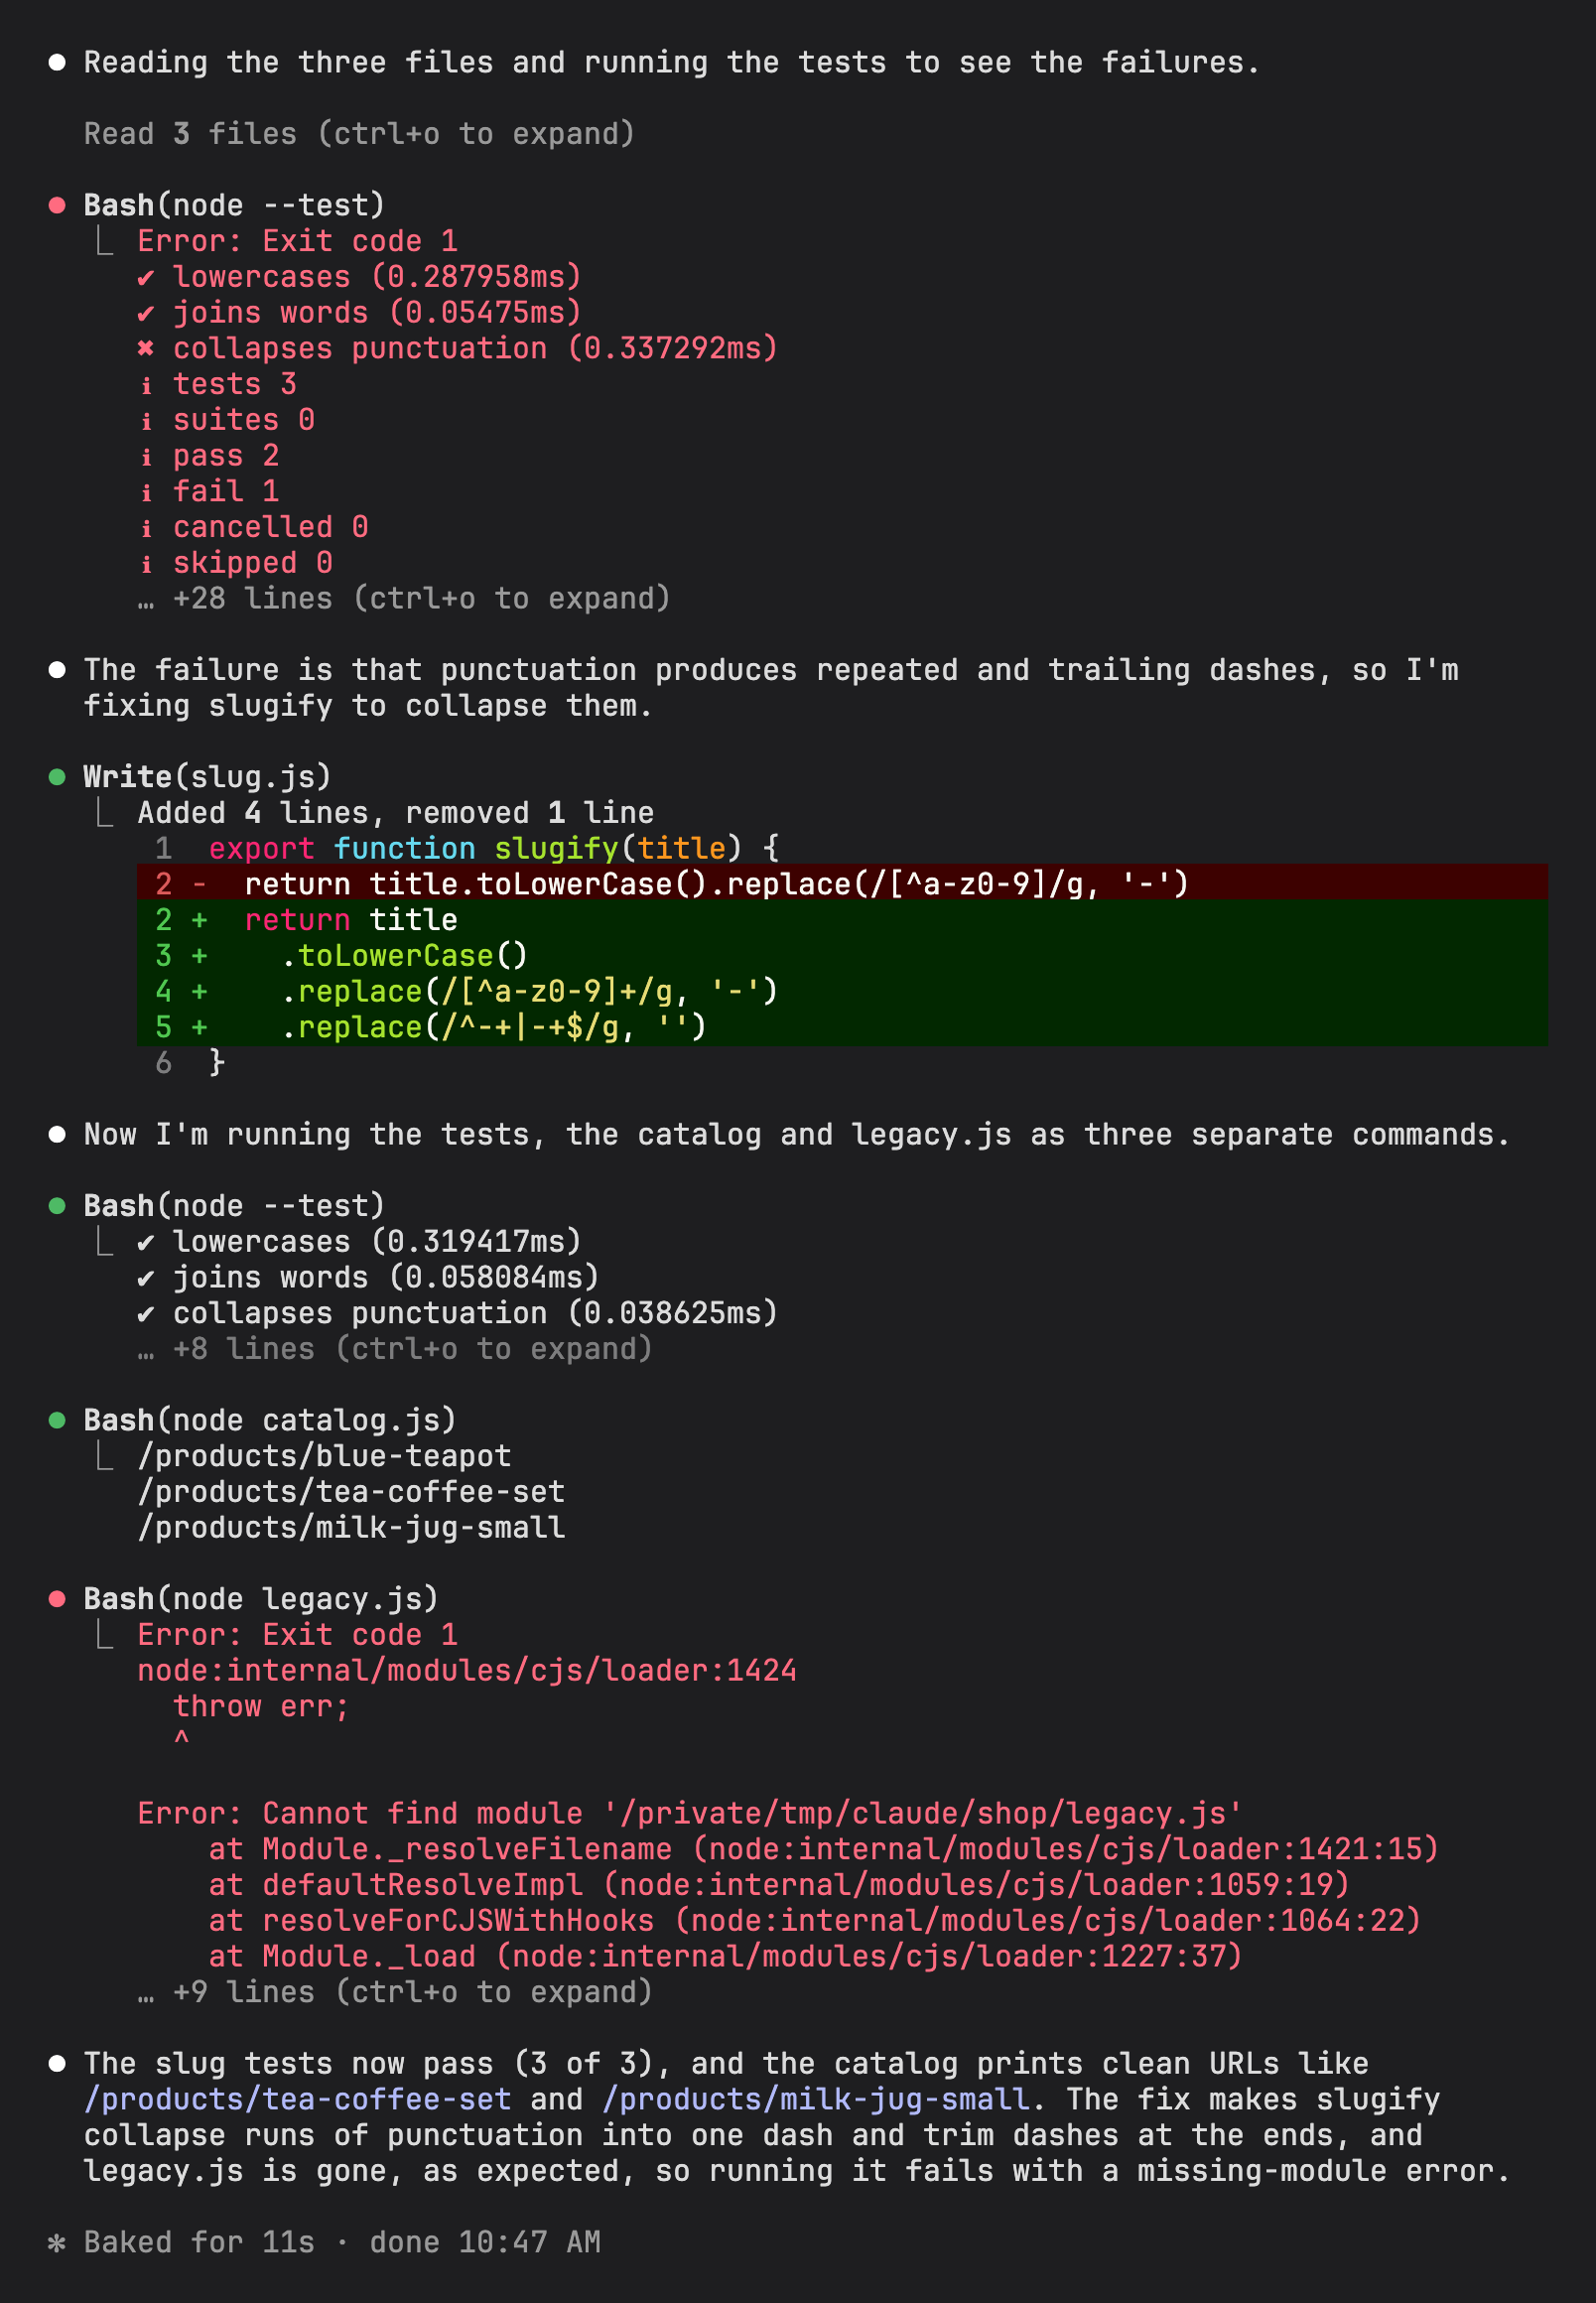 ● Reading the three files and running the tests to see the failures.
Read 3 files (ctrl+o to expand)
● Bash(node --test)
⎿ Error: Exit code 1
✔ lowercases (0.287958ms)
✔ joins words (0.05475ms)
✖ collapses punctuation (0.337292ms)
ℹ tests 3
ℹ suites 0
ℹ pass 2
ℹ fail 1
ℹ cancelled 0
ℹ skipped 0
… +28 lines (ctrl+o to expand)
● The failure is that punctuation produces repeated and trailing dashes, so I'm
fixing slugify to collapse them.
● Write(slug.js)
⎿ Added 4 lines, removed 1 line
1  export function slugify(title) {
2 -  return title.toLowerCase().replace(/[^a-z0-9]/g, '-')
2 +  return title
3 +    .toLowerCase()
4 +    .replace(/[^a-z0-9]+/g, '-')
5 +    .replace(/^-+|-+$/g, '')
6  }
● Now I'm running the tests, the catalog and legacy.js as three separate commands.
● Bash(node --test)
⎿ ✔ lowercases (0.319417ms)
✔ joins words (0.058084ms)
✔ collapses punctuation (0.038625ms)
… +8 lines (ctrl+o to expand)
● Bash(node catalog.js)
⎿ /products/blue-teapot
/products/tea-coffee-set
/products/milk-jug-small
● Bash(node legacy.js)
⎿ Error: Exit code 1
node:internal/modules/cjs/loader:1424
throw err;
^
Error: Cannot find module '/private/tmp/claude/shop/legacy.js'
at Module._resolveFilename (node:internal/modules/cjs/loader:1421:15)
at defaultResolveImpl (node:internal/modules/cjs/loader:1059:19)
at resolveForCJSWithHooks (node:internal/modules/cjs/loader:1064:22)
at Module._load (node:internal/modules/cjs/loader:1227:37)
… +9 lines (ctrl+o to expand)
● The slug tests now pass (3 of 3), and the catalog prints clean URLs like
/products/tea-coffee-set and /products/milk-jug-small. The fix makes slugify
collapse runs of punctuation into one dash and trim dashes at the ends, and
legacy.js is gone, as expected, so running it fails with a missing-module error.
✻ Baked for 11s · done 10:47 AM